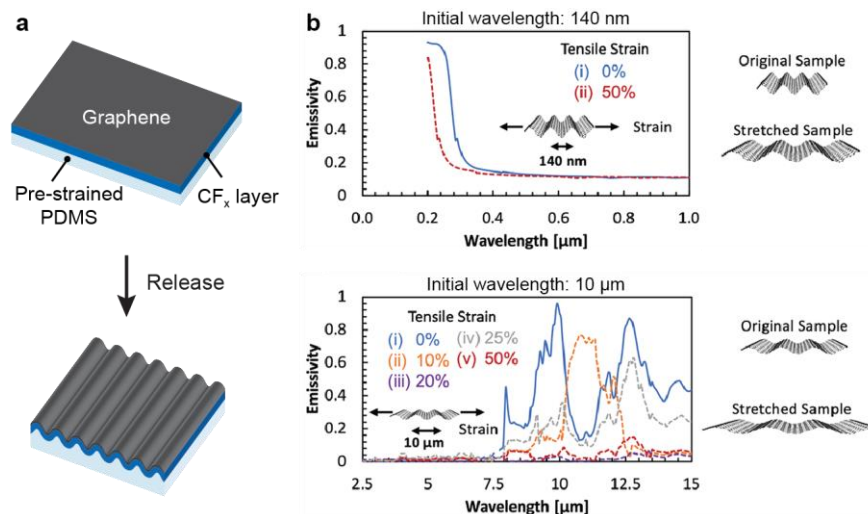 a
Graphene
Pre-strained
PDMS
CFx layer
Release
b
Initial wavelength: 140 nm
Emissivity
1
0.8
0.6
0.4
0.2
0
Tensile Strain
(i) 0%
(ii) 50%
Strain
140 nm
0.0 0.2 0.4 0.6 0.8 1.0
Wavelength [µm]
Original Sample
Stretched Sample
Initial wavelength: 10 µm
Emissivity
1
0.8
0.6
0.4
0.2
0
Tensile Strain
(i) 0% (iv) 25%
(ii) 10% (v) 50%
(iii) 20%
Strain
10 µm
2.5 5 7.5 10 12.5 15
Wavelength [µm]
Original Sample
Stretched Sample